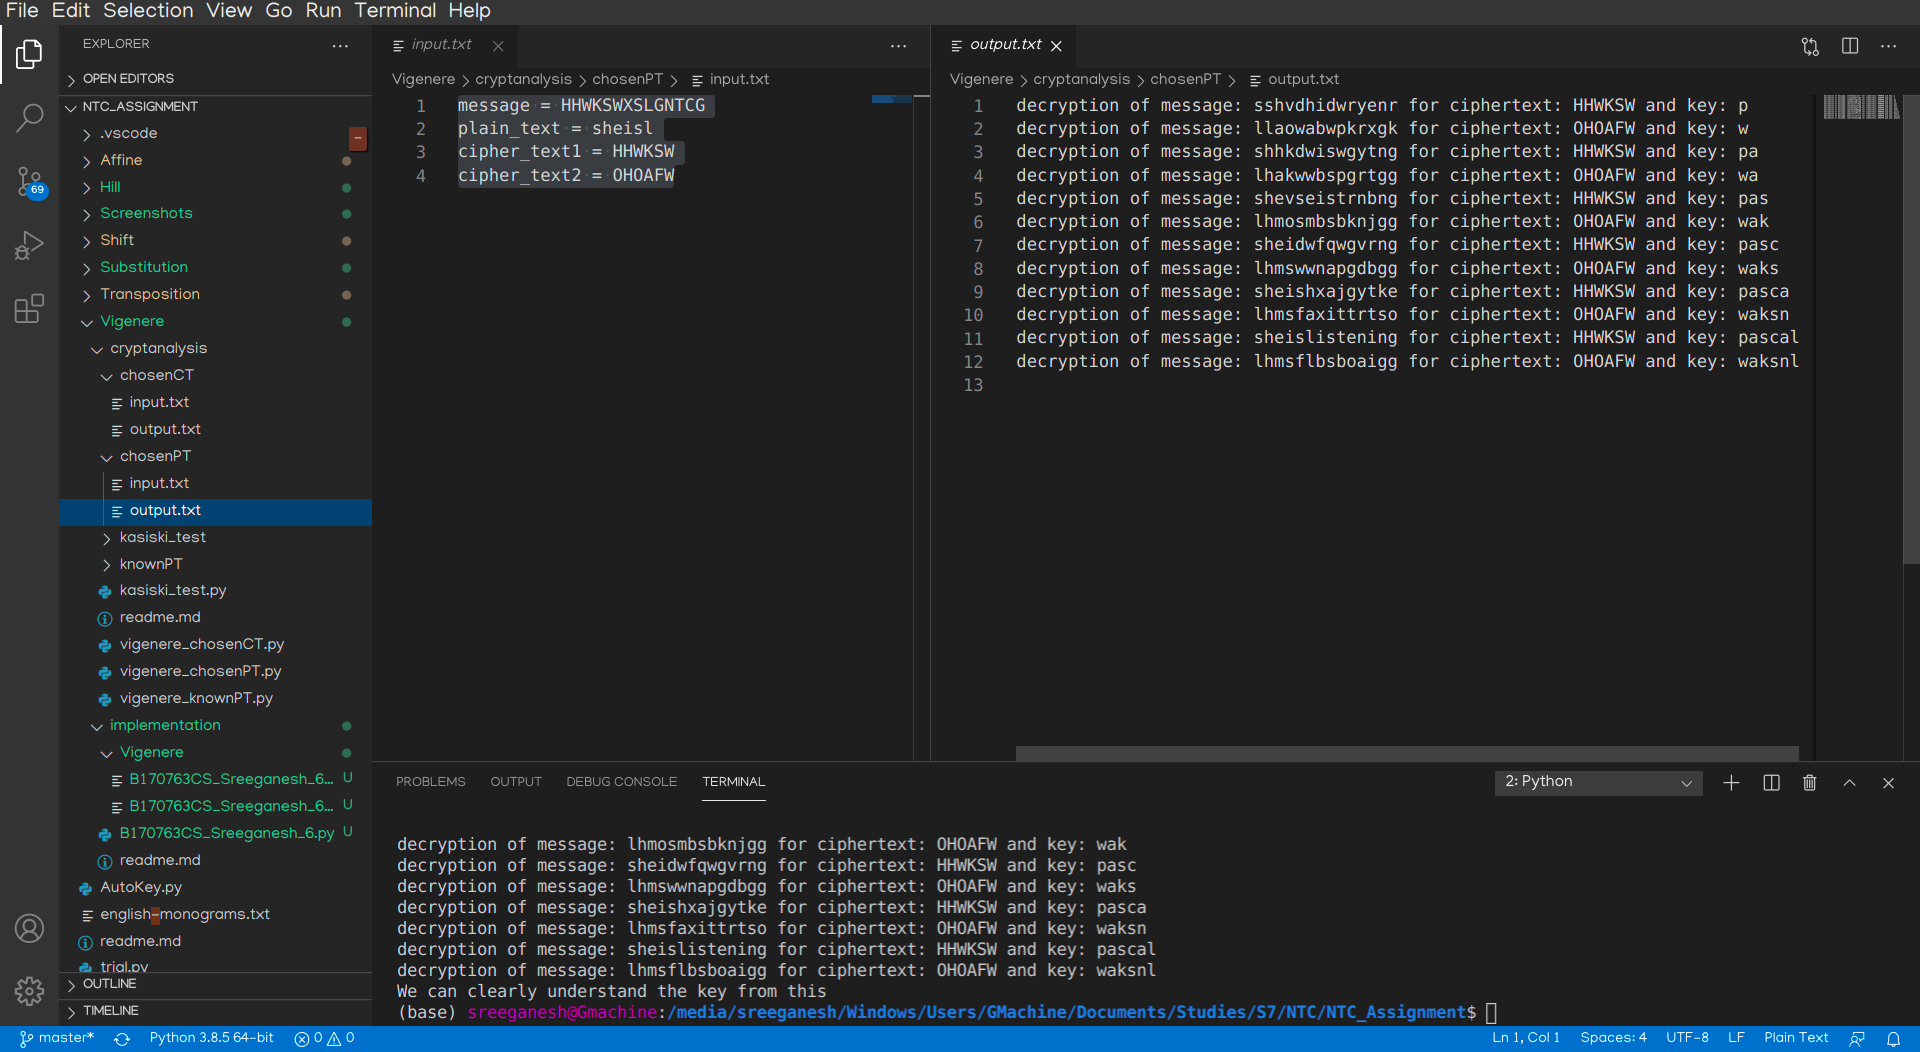 File Edit Selection View Go Run Terminal Help
EXPLORER
OPEN EDITORS
NTC_ASSIGNMENT
.vscode
Affine
Hill
Screenshots
Shift
Substitution
Transposition
Vigenere
cryptanalysis
chosenCT
input.txt
output.txt
chosenPT
input.txt
output.txt
kasiski_test
knownPT
kasiski_test.py
readme.md
vigenere_chosenCT.py
vigenere_chosenPT.py
vigenere_knownPT.py
implementation
Vigenere
B170763CS_Sreeganesh_6... U
B170763CS_Sreeganesh_6... U
B170763CS_Sreeganesh_6.py U
readme.md
AutoKey.py
english-monograms.txt
readme.md
trial.py
OUTLINE
TIMELINE
69
input.txt
Vigenere > cryptanalysis > chosenPT > input.txt
1 message = HHWKSWXSLGNTCG
2 plain_text = sheisl
3 cipher_text1 = HHWKSW
4 cipher_text2 = OHOAFW
output.txt
Vigenere > cryptanalysis > chosenPT > output.txt
1 decryption of message: sshvdhidwryenr for ciphertext: HHWKSW and key: p
2 decryption of message: llaowabwpkrxgk for ciphertext: OHOAFW and key: w
3 decryption of message: shhkdwiswgytng for ciphertext: HHWKSW and key: pa
4 decryption of message: lhakwwbspgrtgg for ciphertext: OHOAFW and key: wa
5 decryption of message: shevseistrnbng for ciphertext: HHWKSW and key: pas
6 decryption of message: lhmosmbsbknjgg for ciphertext: OHOAFW and key: wak
7 decryption of message: sheidwfqwgvrng for ciphertext: HHWKSW and key: pasc
8 decryption of message: lhmswwnapgdbgg for ciphertext: OHOAFW and key: waks
9 decryption of message: sheishxajgytke for ciphertext: HHWKSW and key: pasca
10 decryption of message: lhmsfaxittrtso for ciphertext: OHOAFW and key: waksn
11 decryption of message: sheislistening for ciphertext: HHWKSW and key: pascal
12 decryption of message: lhmsflbsboaigg for ciphertext: OHOAFW and key: waksnl
13
PROBLEMS OUTPUT DEBUG CONSOLE TERMINAL
2: Python
decryption of message: lhmosmbsbknjgg for ciphertext: OHOAFW and key: wak
decryption of message: sheidwfqwgvrng for ciphertext: HHWKSW and key: pasc
decryption of message: lhmswwnapgdbgg for ciphertext: OHOAFW and key: waks
decryption of message: sheishxajgytke for ciphertext: HHWKSW and key: pasca
decryption of message: lhmsfaxittrtso for ciphertext: OHOAFW and key: waksn
decryption of message: sheislistening for ciphertext: HHWKSW and key: pascal
decryption of message: lhmsflbsboaigg for ciphertext: OHOAFW and key: waksnl
We can clearly understand the key from this
(base) sreeganesh@Gmachine:/media/sreeganesh/Windows/Users/GMachine/Documents/Studies/S7/NTC/NTC_Assignment$
master* Python 3.8.5 64-bit 0 0 Ln 1, Col 1 Spaces: 4 UTF-8 LF Plain Text